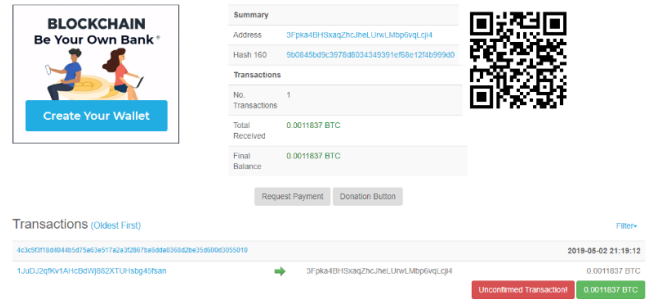 BLOCKCHAIN
Be Your Own Bank®
Create Your Wallet
Summary
Address 3Fpka4BHSxaqZhcJheLUrwLMbp6vqLcji4
Hash 160
Transactions
No. Transactions 1
Total Received 0.0011837 BTC
Final Balance 0.0011837 BTC
Request Payment Donation Button
Transactions (Oldest First) Filter
2019-05-02 21:19:12
3Fpka4BHSxaqZhcJheLUrwLMbp6vqLcji4 0.0011837 BTC
Unconfirmed Transaction! 0.0011837 BTC